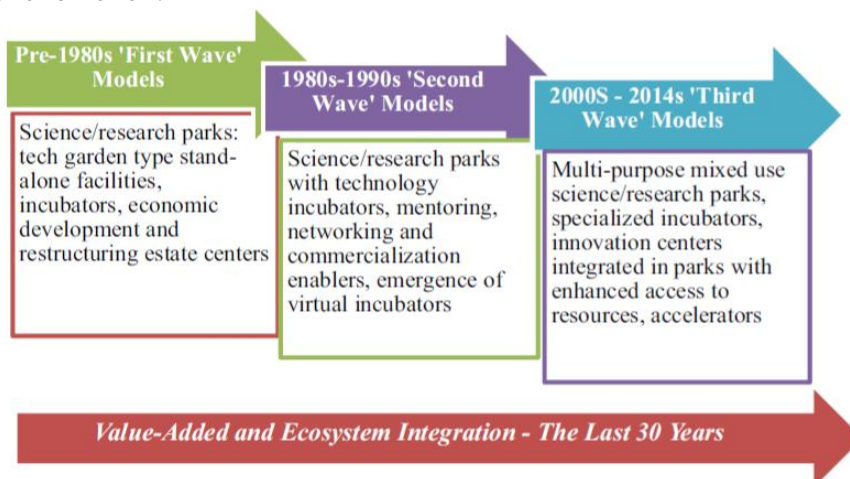 Pre-1980s 'First Wave'
Models
Science/research parks:
tech garden type stand-
alone facilities,
incubators, economic
development and
restructuring estate centers
1980s-1990s 'Second
Wave' Models
Science/research parks
with technology
incubators, mentoring,
networking and
commercialization
enablers, emergence of
virtual incubators
2000S - 2014s 'Third
Wave' Models
Multi-purpose mixed use
science/research parks,
specialized incubators,
innovation centers
integrated in parks with
enhanced access to
resources, accelerators
Value-Added and Ecosystem Integration - The Last 30 Years